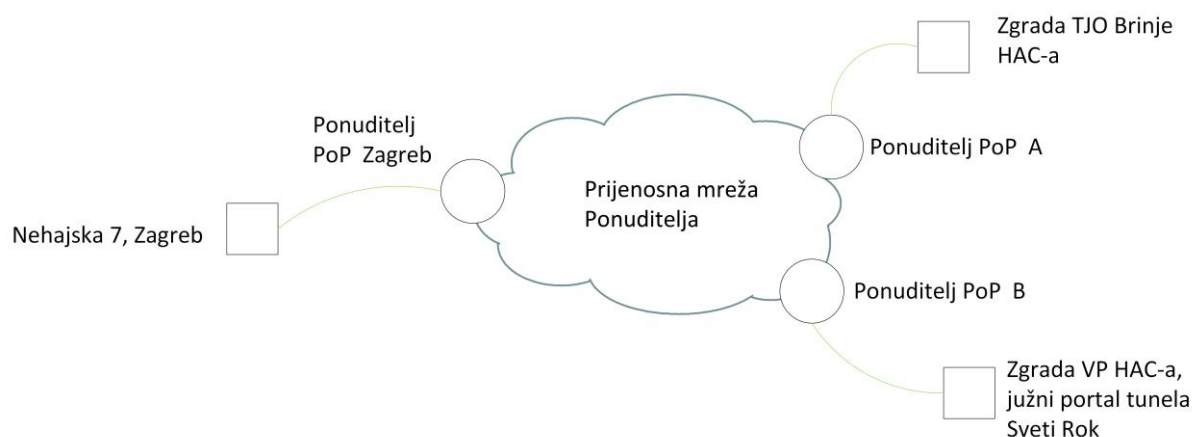 Zgrada TJO Brinje
HAC-a
Ponuditelj
PoP Zagreb
Ponuditelj PoP A
Prijenosna mreža
Ponuditelja
Nehajska 7, Zagreb
Ponuditelj PoP B
Zgrada VP HAC-a,
južni portal tunela
Sveti Rok